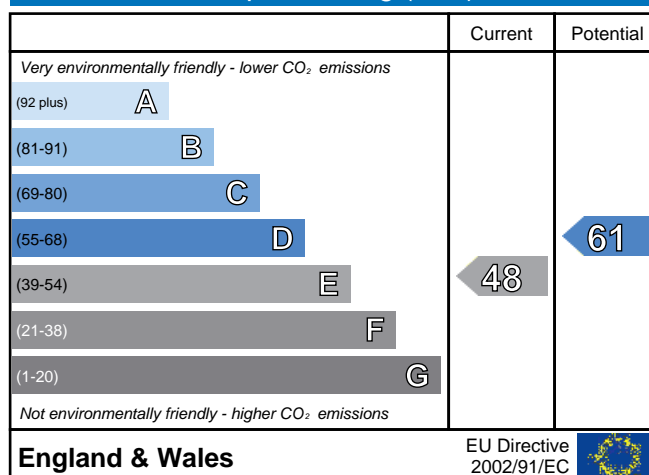 Current Potential
Very environmentally friendly - lower CO₂ emissions
(92 plus) A
(81-91) B
(69-80) C
(55-68) D
61
(39-54) E
48
(21-38) F
(1-20) G
Not environmentally friendly - higher CO₂ emissions
England & Wales
EU Directive
2002/91/EC